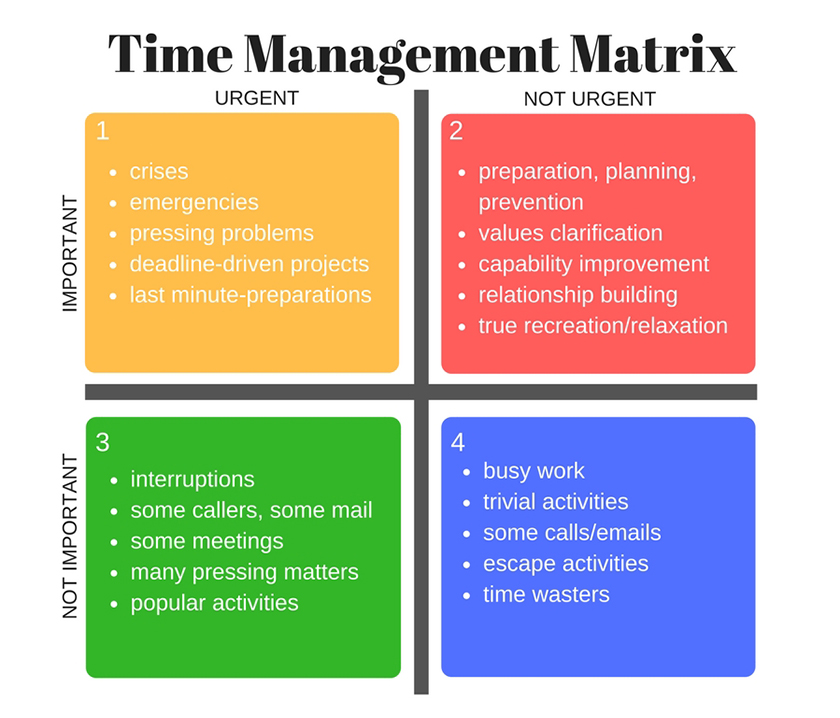 Time Management Matrix
URGENT
NOT URGENT
IMPORTANT
1
• crises
• emergencies
• pressing problems
• deadline-driven projects
• last minute-preparations
2
• preparation, planning,
prevention
• values clarification
• capability improvement
• relationship building
• true recreation/relaxation
NOT IMPORTANT
3
• interruptions
• some callers, some mail
• some meetings
• many pressing matters
• popular activities
4
• busy work
• trivial activities
• some calls/emails
• escape activities
• time wasters